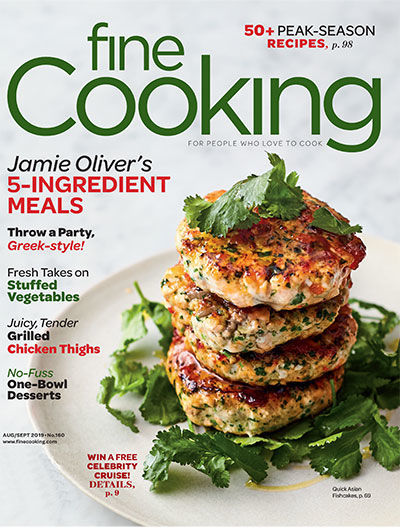 50+ PEAK-SEASON
RECIPES, p. 98
fine
Cooking
FOR PEOPLE WHO LOVE TO COOK
Jamie Oliver's
5-INGREDIENT
MEALS
Throw a Party,
Greek-style!
Fresh Takes on
Stuffed
Vegetables
Juicy, Tender
Grilled
Chicken Thighs
No-Fuss
One-Bowl
Desserts
AUG/SEPT 2019 • No.160
www.finecooking.com
WIN A FREE
CELEBRITY
CRUISE!
DETAILS,
p. 9
Quick Asian
Fishcakes, p. 69